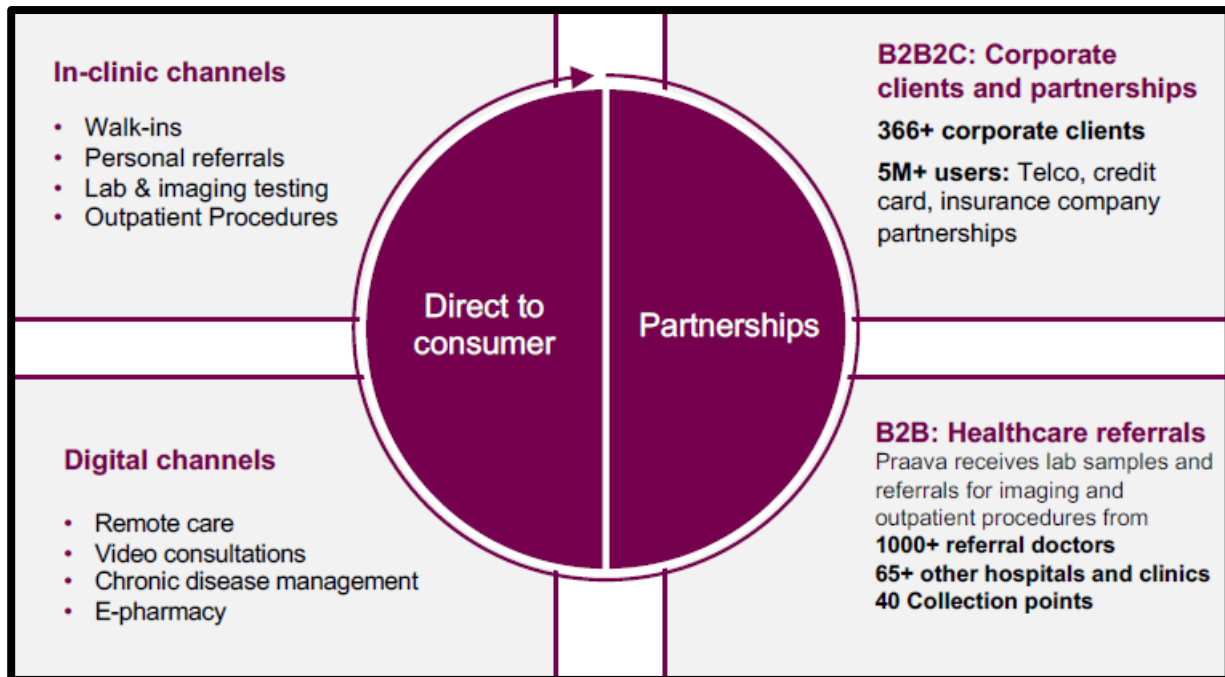 In-clinic channels
• Walk-ins
• Personal referrals
• Lab & imaging testing
• Outpatient Procedures
B2B2C: Corporate
clients and partnerships
366+ corporate clients
5M+ users: Telco, credit
card, insurance company
partnerships
Direct to
consumer
Partnerships
Digital channels
• Remote care
• Video consultations
• Chronic disease management
• E-pharmacy
B2B: Healthcare referrals
Praava receives lab samples and
referrals for imaging and
outpatient procedures from
1000+ referral doctors
65+ other hospitals and clinics
40 Collection points